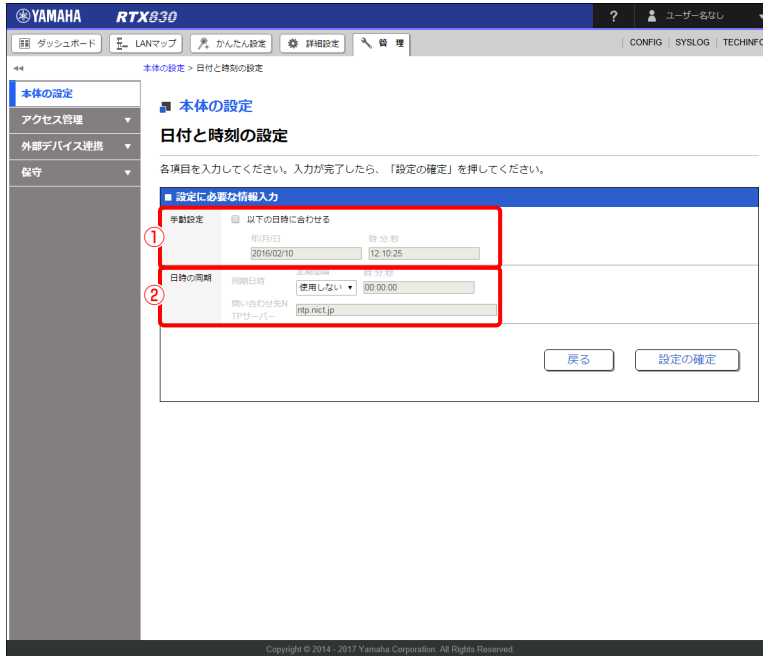 YAMAHA RTX830 ? ユーザー名なし
ダッシュボード LANマップ かんたん設定 詳細設定 管理 CONFIG SYSLOG TECHINFO
本体の設定 > 日付と時刻の設定
本体の設定
アクセス管理
外部デバイス連携
保守
本体の設定
日付と時刻の設定
各項目を入力してください。入力が完了したら、「設定の確定」を押してください。
■ 設定に必要な情報入力
① 手動設定 以下の日時に合わせる
年/月/日 時:分:秒
2016/02/10 12:10:25
② 日時の同期 同期日時 定期間隔 時:分:秒
使用しない 00:00:00
問い合わせ先N
TPサーバー ntp.nict.jp
戻る 設定の確定
Copyright © 2014 - 2017 Yamaha Corporation. All Rights Reserved.